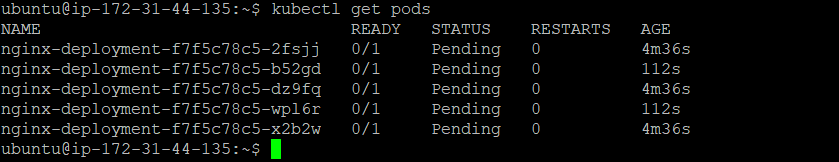 ubuntu@ip-172-31-44-135:~$ kubectl get pods
NAME                               READY   STATUS    RESTARTS   AGE
nginx-deployment-f7f5c78c5-2fsjj   0/1     Pending   0          4m36s
nginx-deployment-f7f5c78c5-b52gd   0/1     Pending   0          112s
nginx-deployment-f7f5c78c5-dz9fq   0/1     Pending   0          4m36s
nginx-deployment-f7f5c78c5-wpl6r   0/1     Pending   0          112s
nginx-deployment-f7f5c78c5-x2b2w   0/1     Pending   0          4m36s
ubuntu@ip-172-31-44-135:~$